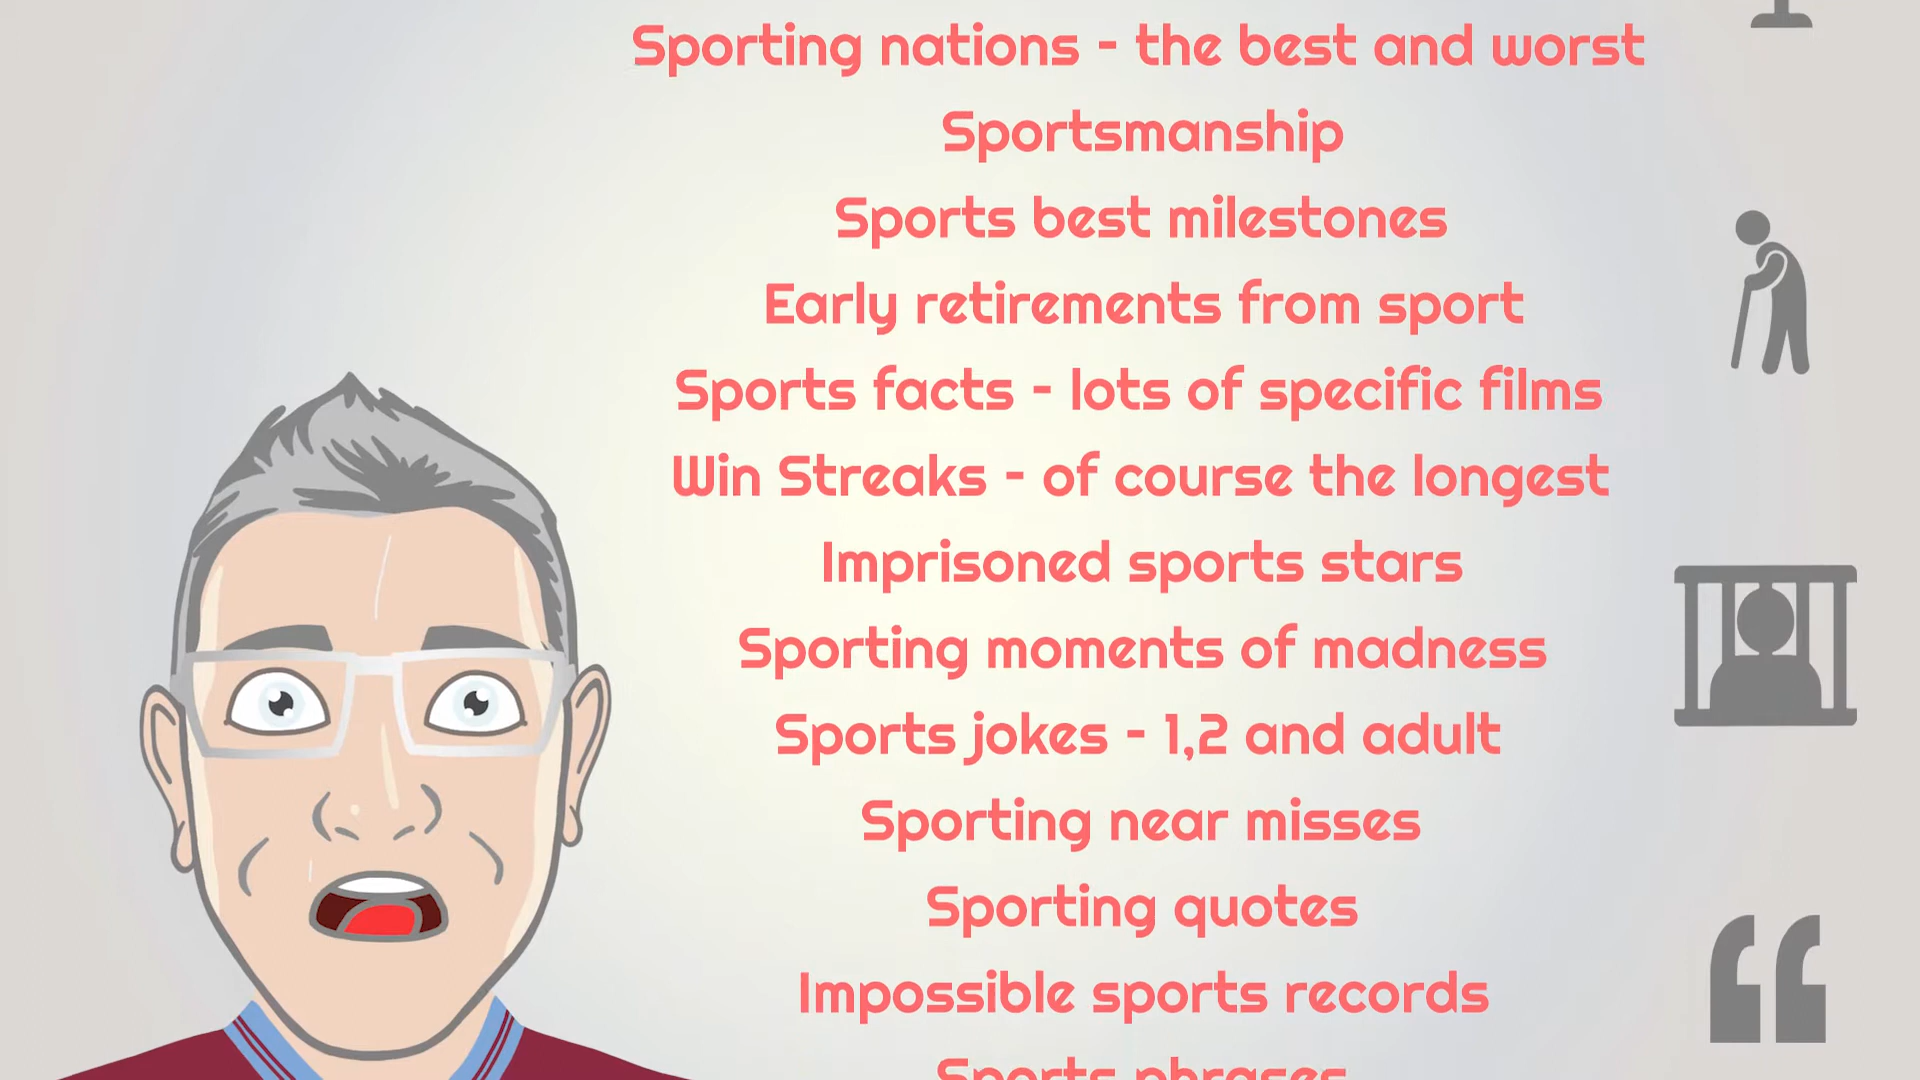 Sporting nations - the best and worst
Sportsmanship
Sports best milestones
Early retirements from sport
Sports facts - lots of specific films
Win Streaks - of course the longest
Imprisoned sports stars
Sporting moments of madness
Sports jokes - 1,2 and adult
Sporting near misses
Sporting quotes
Impossible sports records
Sports phrases